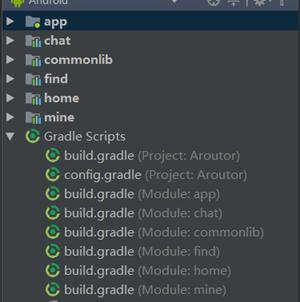 Android
app
chat
commonlib
find
home
mine
Gradle Scripts
build.gradle (Project: Aroutor)
config.gradle (Project: Aroutor)
build.gradle (Module: app)
build.gradle (Module: chat)
build.gradle (Module: commonlib)
build.gradle (Module: find)
build.gradle (Module: home)
build.gradle (Module: mine)